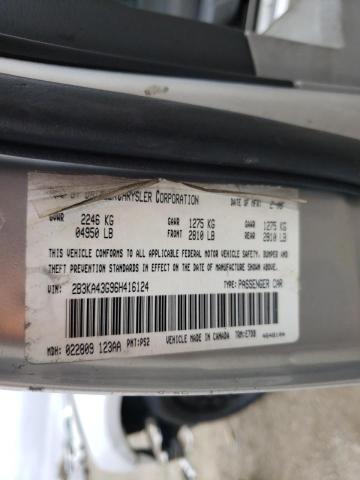 CHRYSLER CORPORATION DATE OF MFR: 2-06
GVWR 2246 KG GAWR 1275 KG GAWR 1275 KG
04950 LB FRONT 2810 LB REAR 2810 LB
THIS VEHICLE CONFORMS TO ALL APPLICABLE FEDERAL MOTOR VEHICLE SAFETY, BUMPER AND
THEFT PREVENTION STANDARDS IN EFFECT ON THE DATE OF MANUFACTURE SHOWN ABOVE.
VIN: 2B3KA43G96H416124 TYPE: PASSENGER CAR
MDH: 022809 123AA PNT: PS2 VEHICLE MADE IN CANADA TRM: E7DB